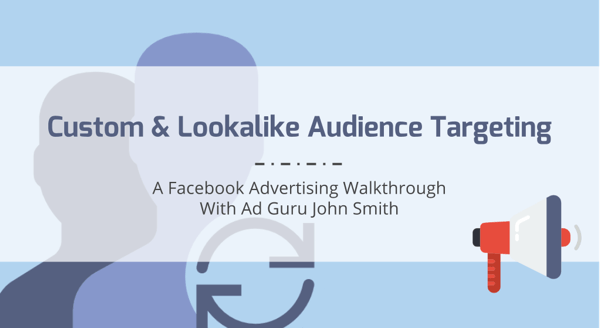 Custom & Lookalike Audience Targeting
A Facebook Advertising Walkthrough
With Ad Guru John Smith